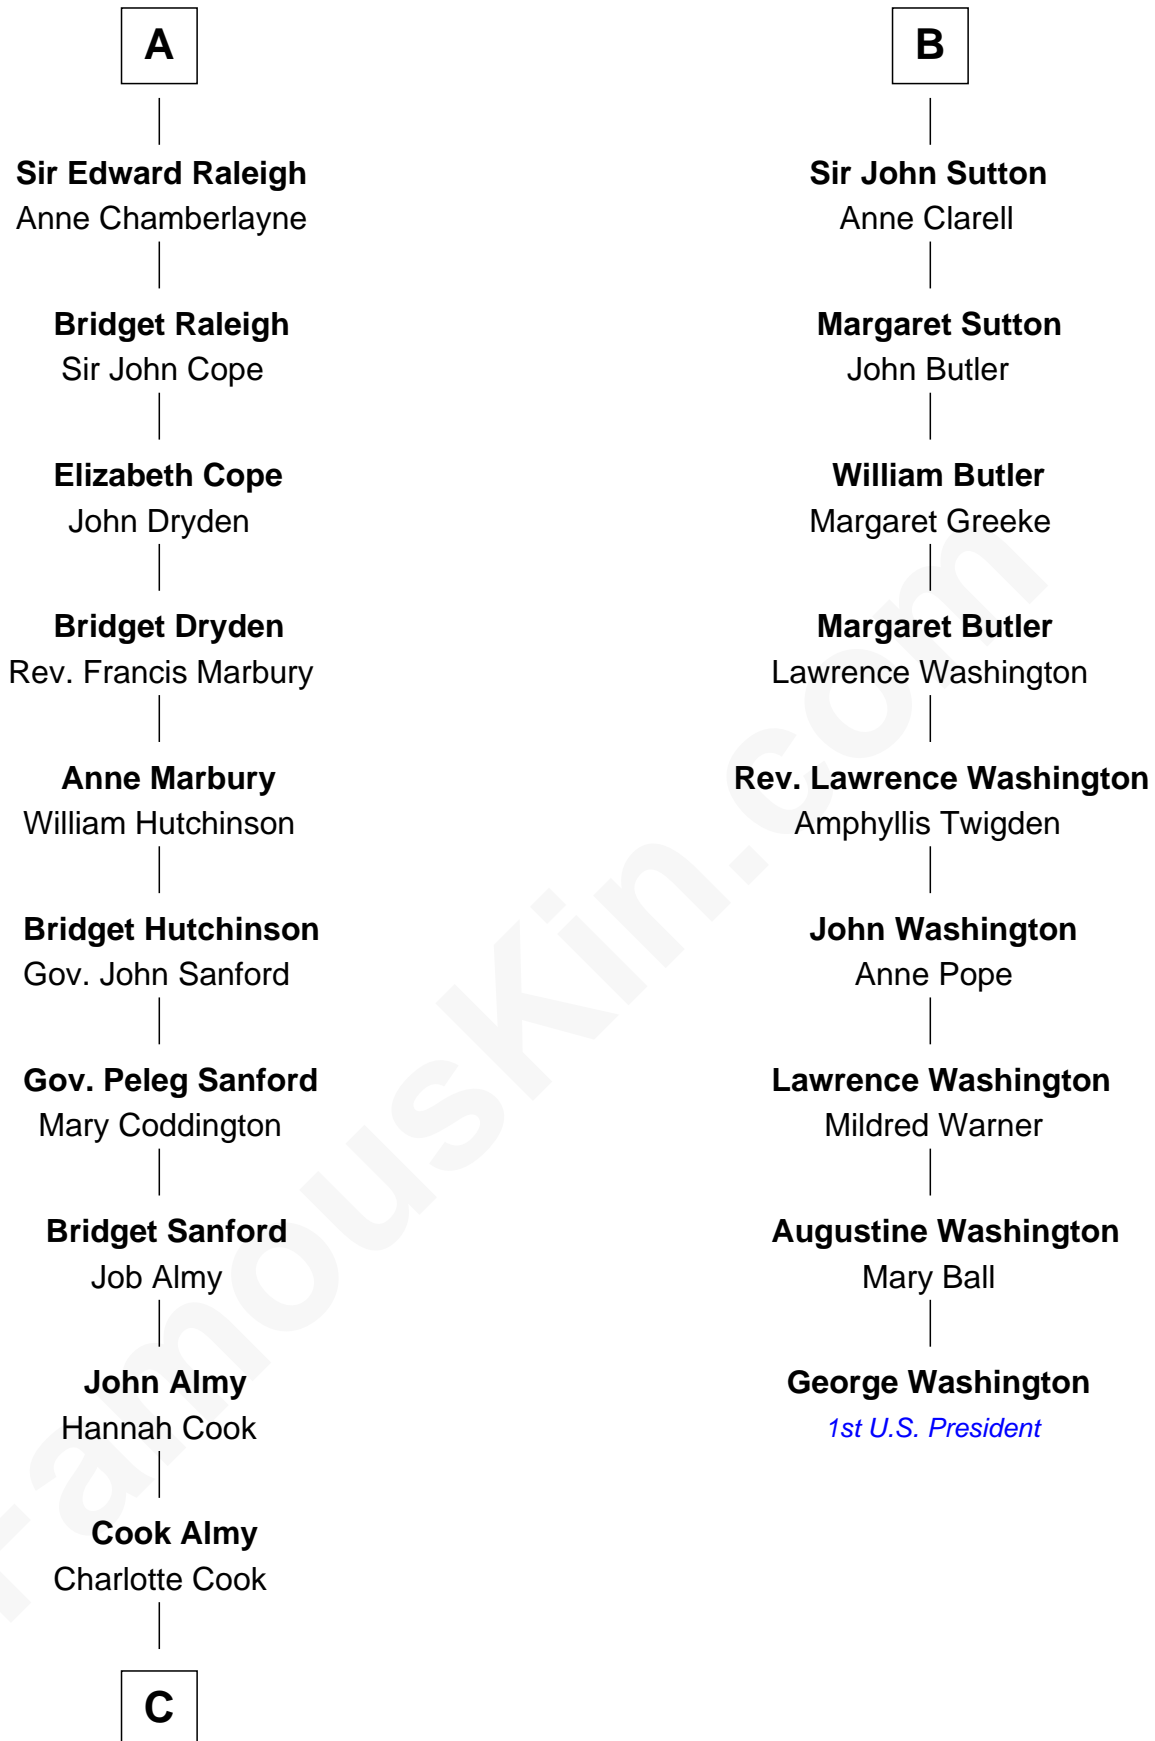 A
Sir Edward Raleigh
Anne Chamberlayne
Bridget Raleigh
Sir John Cope
Elizabeth Cope
John Dryden
Bridget Dryden
Rev. Francis Marbury
Anne Marbury
William Hutchinson
Bridget Hutchinson
Gov. John Sanford
Gov. Peleg Sanford
Mary Coddington
Bridget Sanford
Job Almy
John Almy
Hannah Cook
Cook Almy
Charlotte Cook
C
B
Sir John Sutton
Anne Clarell
Margaret Sutton
John Butler
William Butler
Margaret Greeke
Margaret Butler
Lawrence Washington
Rev. Lawrence Washington
Amphyllis Twigden
John Washington
Anne Pope
Lawrence Washington
Mildred Warner
Augustine Washington
Mary Ball
George Washington
1st U.S. President
FamousKin.com